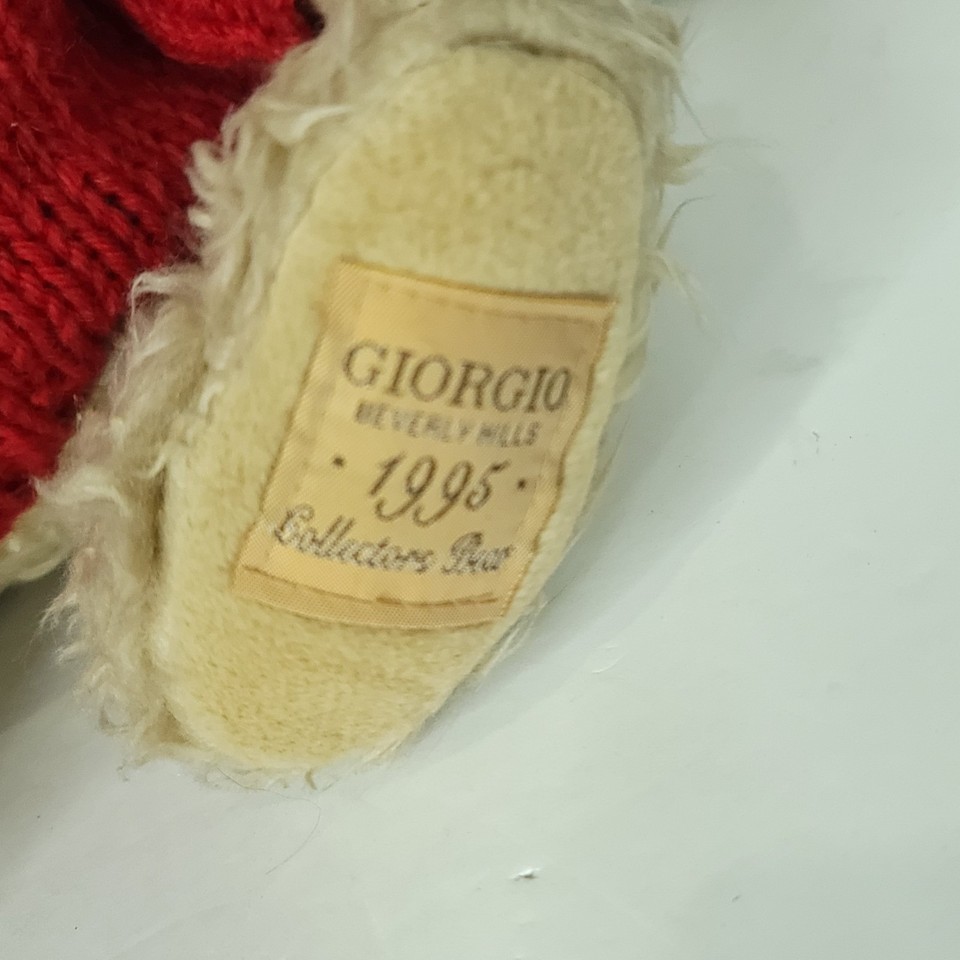 GIORGIO
BEVERLY HILLS
· 1995 ·
Collectors Bear